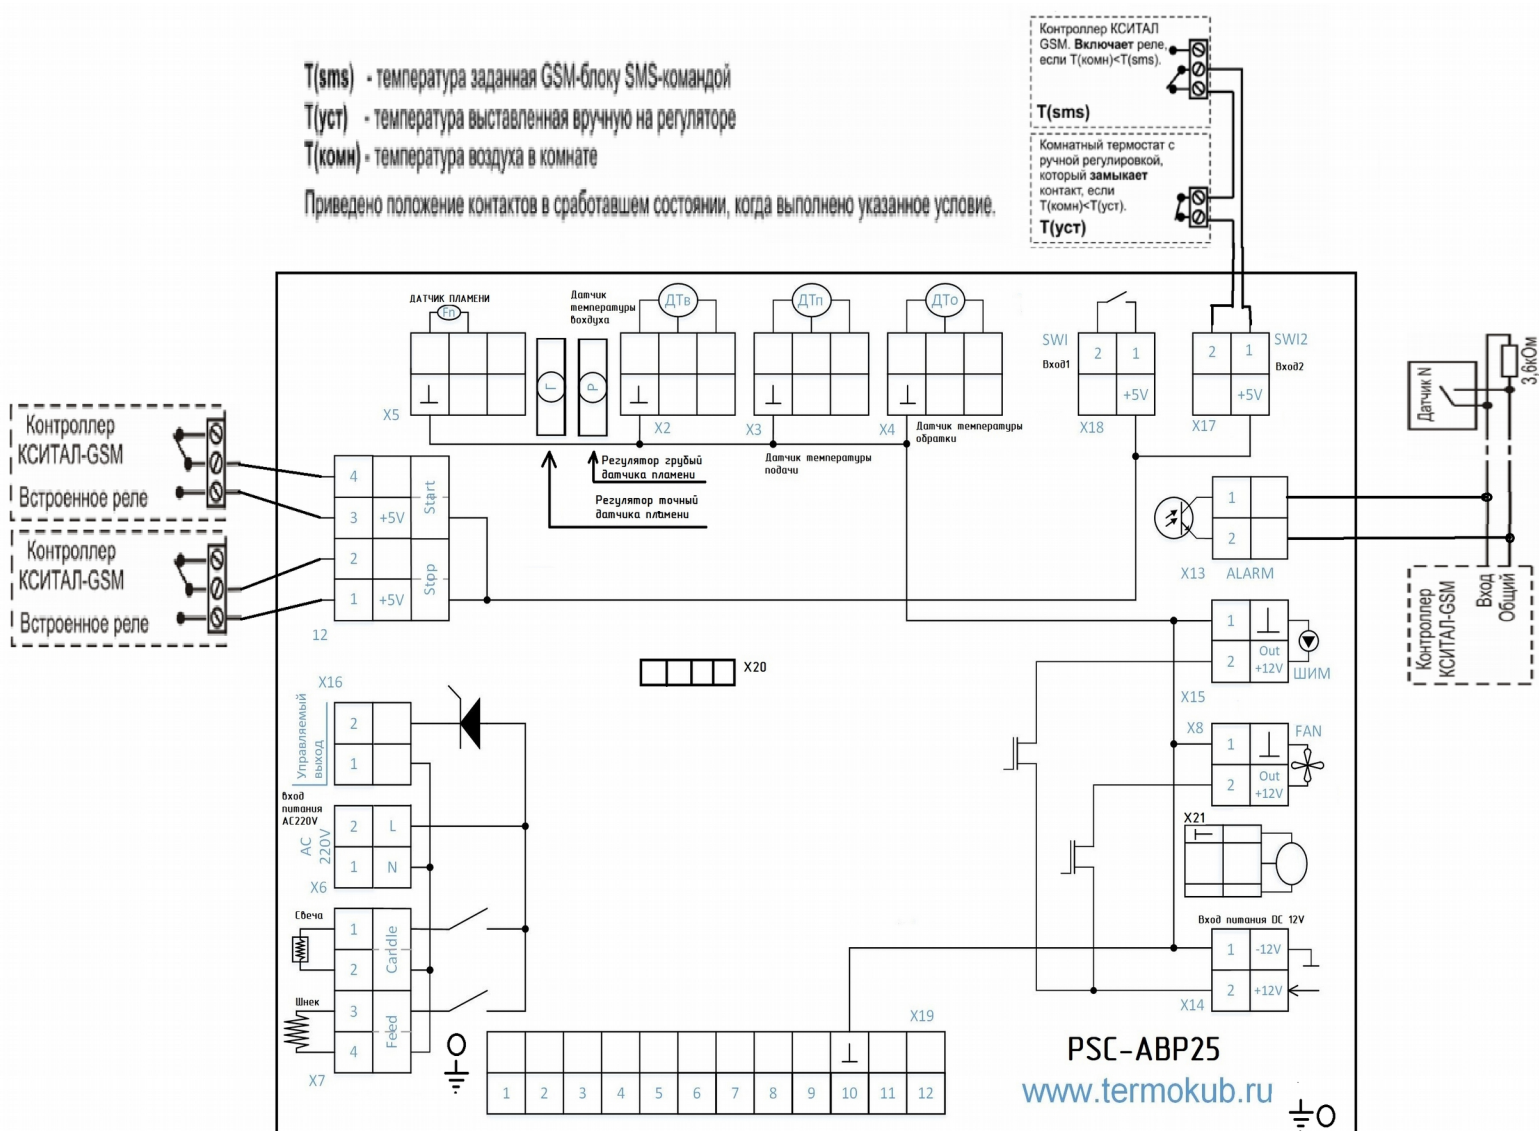 T(sms) - температура заданная GSM-блоку SMS-командой
T(уст) - температура выставленная вручную на регуляторе
T(комн) - температура воздуха в комнате
Приведено положение контактов в сработавшем состоянии, когда выполнено указанное условие.
Контроллер КСИТАЛ
GSM. Включает реле,
если T(комн)<T(sms).
T(sms)
Комнатный термостат с
ручной регулировкой,
который замыкает
контакт, если
T(комн)<T(уст).
T(уст)
ДАТЧИК ПЛАМЕНИ
Fп
X5
Г
Р
Датчик
температуры
воздуха
ДТв
X2
ДТп
X3
Датчик температуры
подачи
ДТо
X4
Датчик температуры
обратки
Регулятор грубый
датчика пламени
Регулятор точный
датчика пламени
SWI
Вход1
2 1
+5V
X18
SWI2
Вход2
2 1
+5V
X17
Датчик N
3,6кОм
Контроллер
КСИТАЛ-GSM
Встроенное реле
Контроллер
КСИТАЛ-GSM
Встроенное реле
4
3 +5V
Start
2
1 +5V
Stop
12
1
2
X13 ALARM
Вход
Общий
Контроллер
КСИТАЛ-GSM
X20
1
2 Out +12V
X15
ШИМ
X16
Управляемый
выход
2
1
X8
FAN
1
2 Out +12V
X21
Вход
питания
AC220V
AC
220V
2 L
1 N
X6
Свеча
1
2
Candle
Шнек
3
4
Feed
X7
Вход питания DC 12V
1 -12V
2 +12V
X14
X19
1 2 3 4 5 6 7 8 9 10 11 12
PSC-ABP25
www.termokub.ru